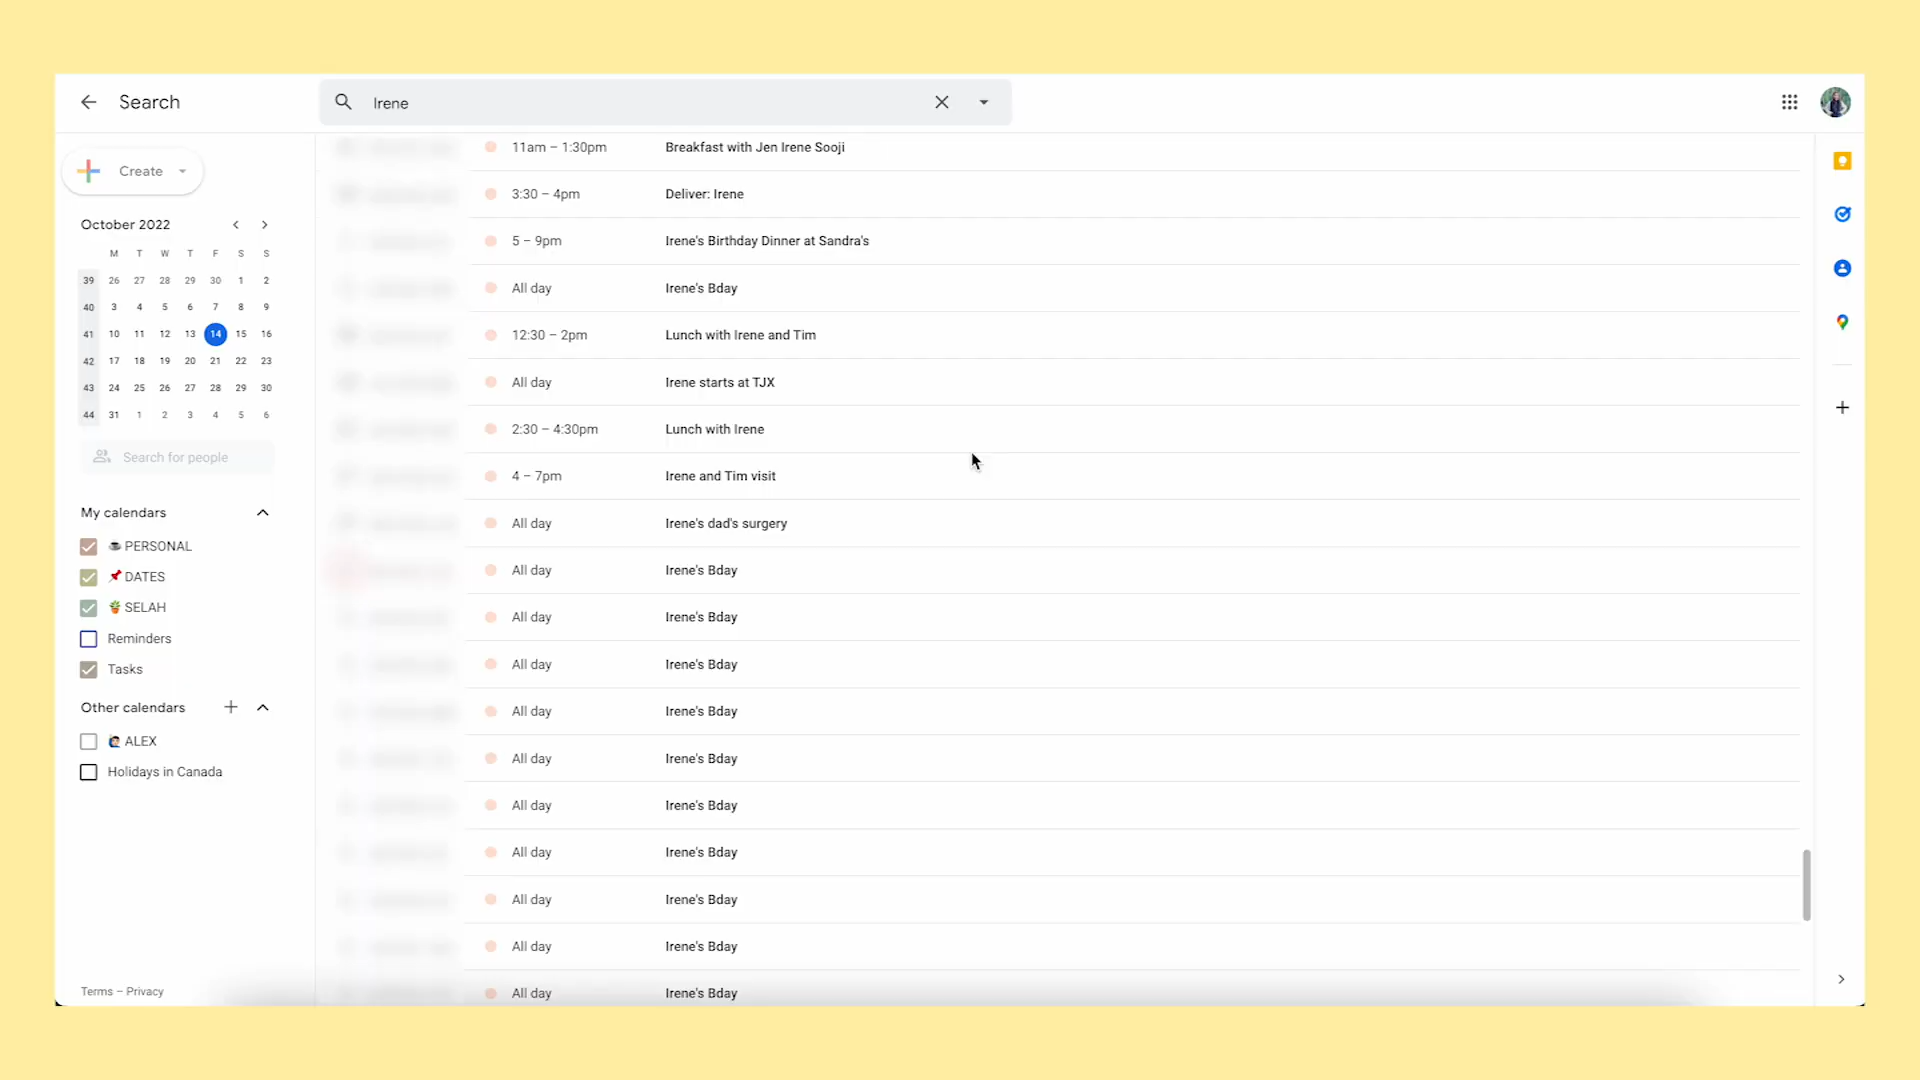 Search
Irene
Create
October 2022
M T W T F S S
39 26 27 28 29 30 1 2
40 3 4 5 6 7 8 9
41 10 11 12 13 14 15 16
42 17 18 19 20 21 22 23
43 24 25 26 27 28 29 30
44 31 1 2 3 4 5 6
Search for people
My calendars
PERSONAL
DATES
SELAH
Reminders
Tasks
Other calendars
ALEX
Holidays in Canada
Terms – Privacy
11am – 1:30pm Breakfast with Jen Irene Sooji
3:30 – 4pm Deliver: Irene
5 – 9pm Irene's Birthday Dinner at Sandra's
All day Irene's Bday
12:30 – 2pm Lunch with Irene and Tim
All day Irene starts at TJX
2:30 – 4:30pm Lunch with Irene
4 – 7pm Irene and Tim visit
All day Irene's dad's surgery
All day Irene's Bday
All day Irene's Bday
All day Irene's Bday
All day Irene's Bday
All day Irene's Bday
All day Irene's Bday
All day Irene's Bday
All day Irene's Bday
All day Irene's Bday
All day Irene's Bday